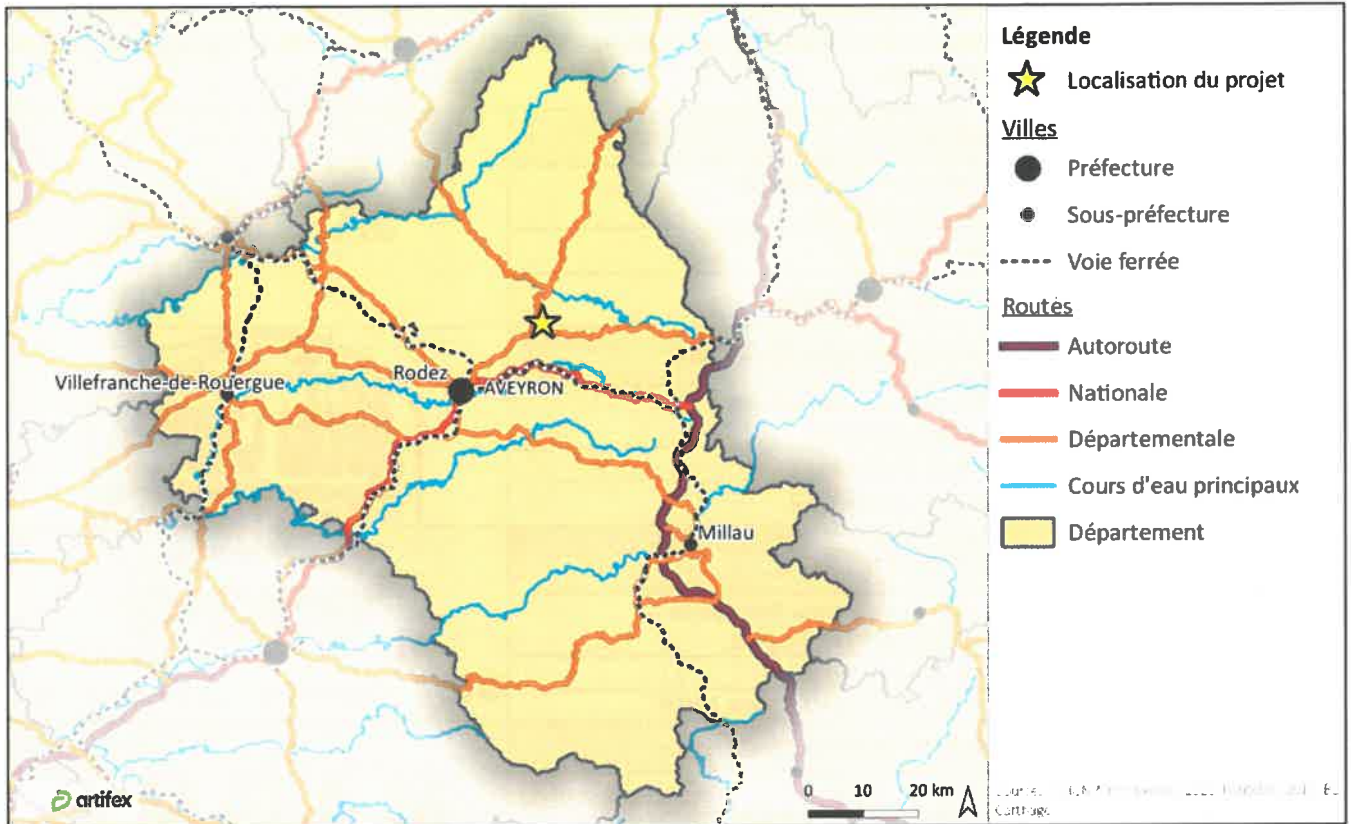 Légende
Localisation du projet
Villes
Préfecture
Sous-préfecture
Voie ferrée
Routes
Autoroute
Nationale
Départementale
Cours d'eau principaux
Département
Villefranche-de-Rouergue
Rodez
AVEYRON
Millau
artifex
0 10 20 km
Carthage